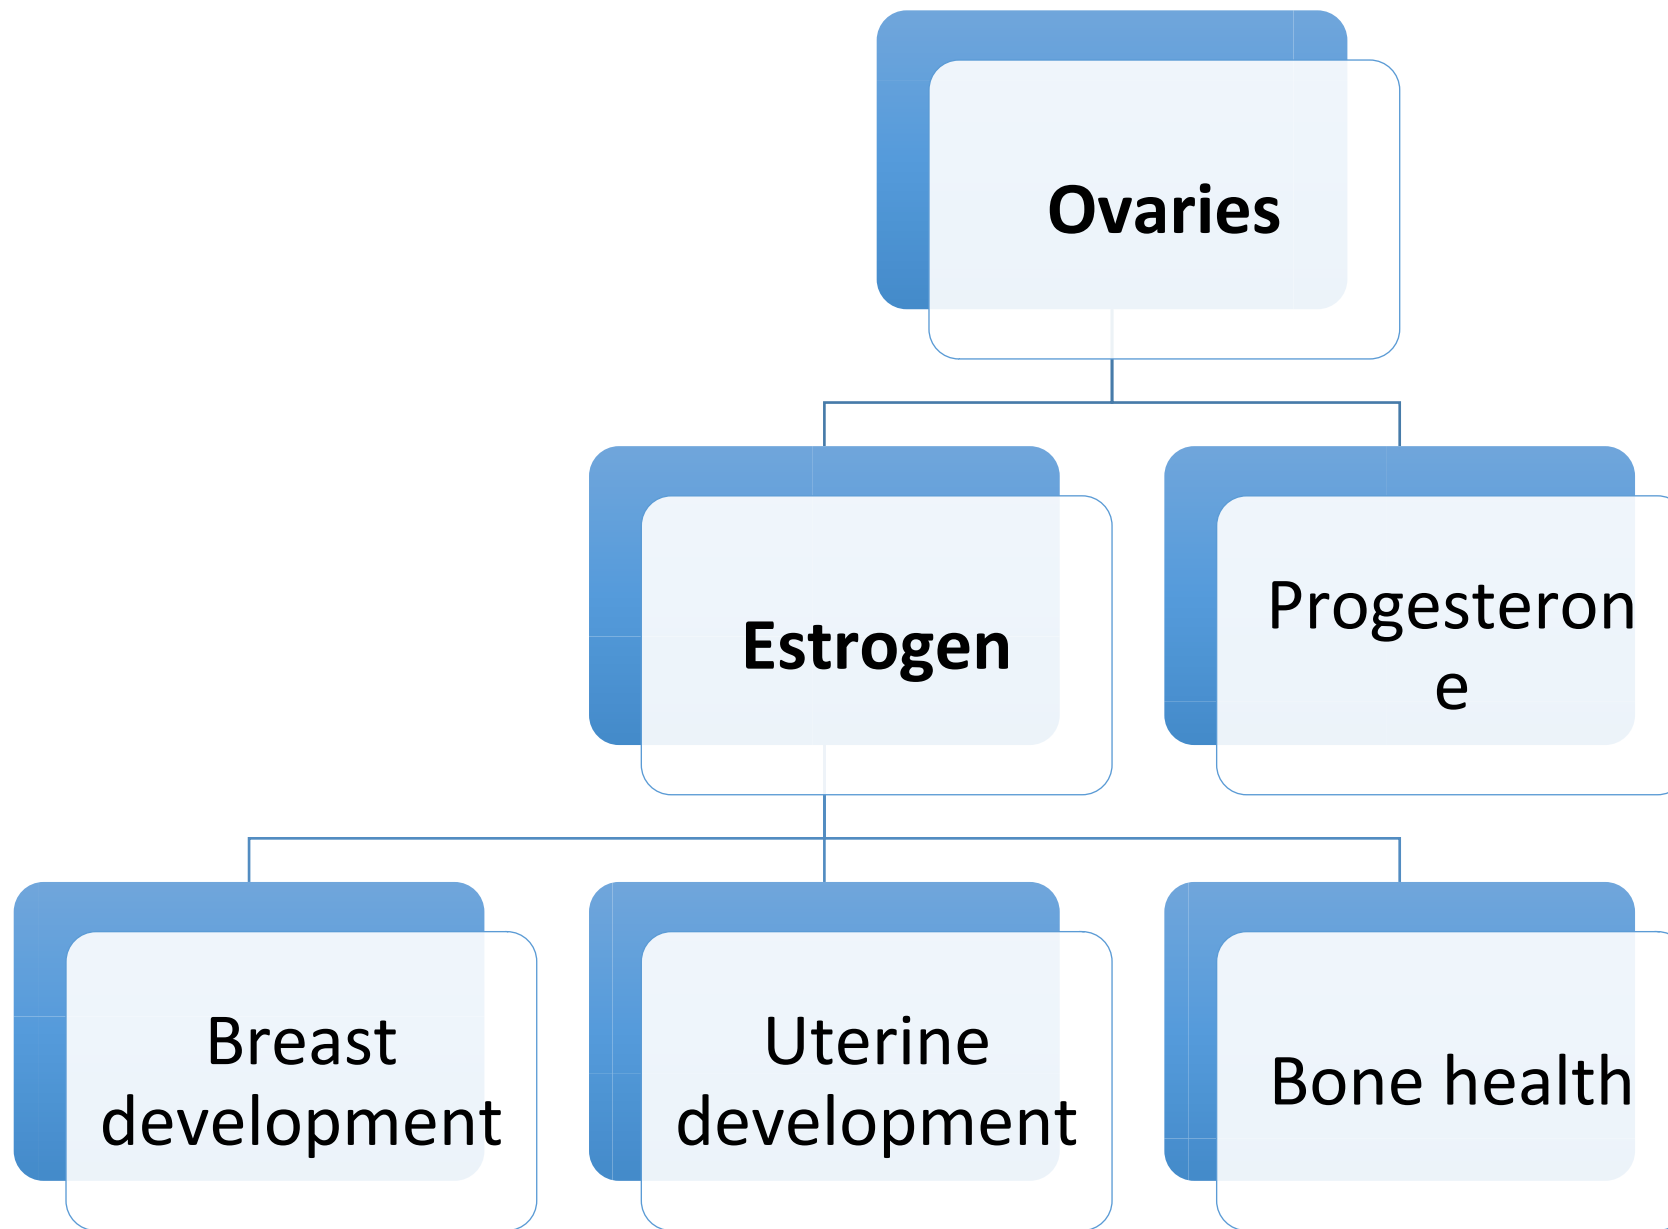 Ovaries
Estrogen
Progesteron
e
Breast
development
Uterine
development
Bone health